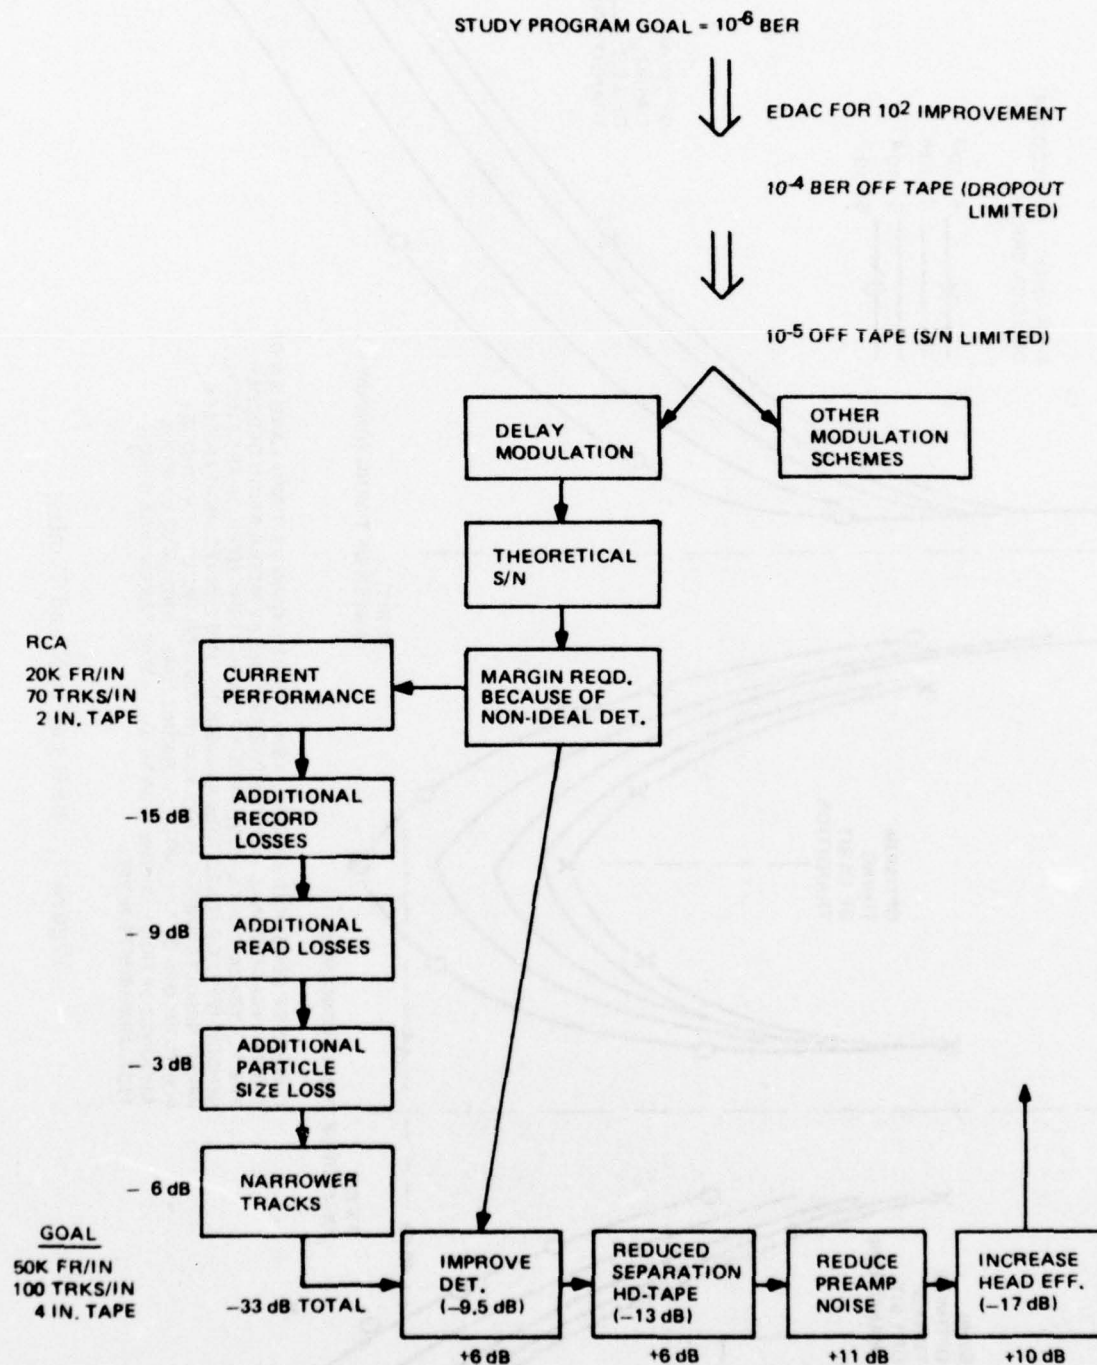 STUDY PROGRAM GOAL = 10⁻⁶ BER
EDAC FOR 10² IMPROVEMENT
10⁻⁴ BER OFF TAPE (DROPOUT
LIMITED)
10⁻⁵ OFF TAPE (S/N LIMITED)
DELAY
MODULATION
OTHER
MODULATION
SCHEMES
THEORETICAL
S/N
RCA
20K FR/IN
70 TRKS/IN
2 IN. TAPE
CURRENT
PERFORMANCE
MARGIN REQD.
BECAUSE OF
NON-IDEAL DET.
−15 dB
ADDITIONAL
RECORD
LOSSES
− 9 dB
ADDITIONAL
READ LOSSES
− 3 dB
ADDITIONAL
PARTICLE
SIZE LOSS
− 6 dB
NARROWER
TRACKS
GOAL
50K FR/IN
100 TRKS/IN
4 IN. TAPE
−33 dB TOTAL
IMPROVE
DET.
(−9.5 dB)
+6 dB
REDUCED
SEPARATION
HD-TAPE
(−13 dB)
+6 dB
REDUCE
PREAMP
NOISE
+11 dB
INCREASE
HEAD EFF.
(−17 dB)
+10 dB